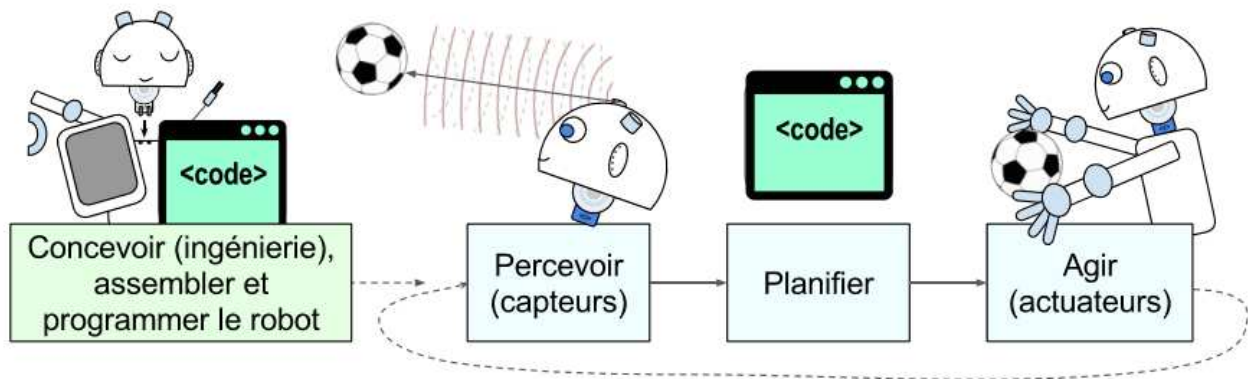 <code>
<code>
Concevoir (ingénierie),
assembler et
programmer le robot
Percevoir
(capteurs)
Planifier
Agir
(actuateurs)